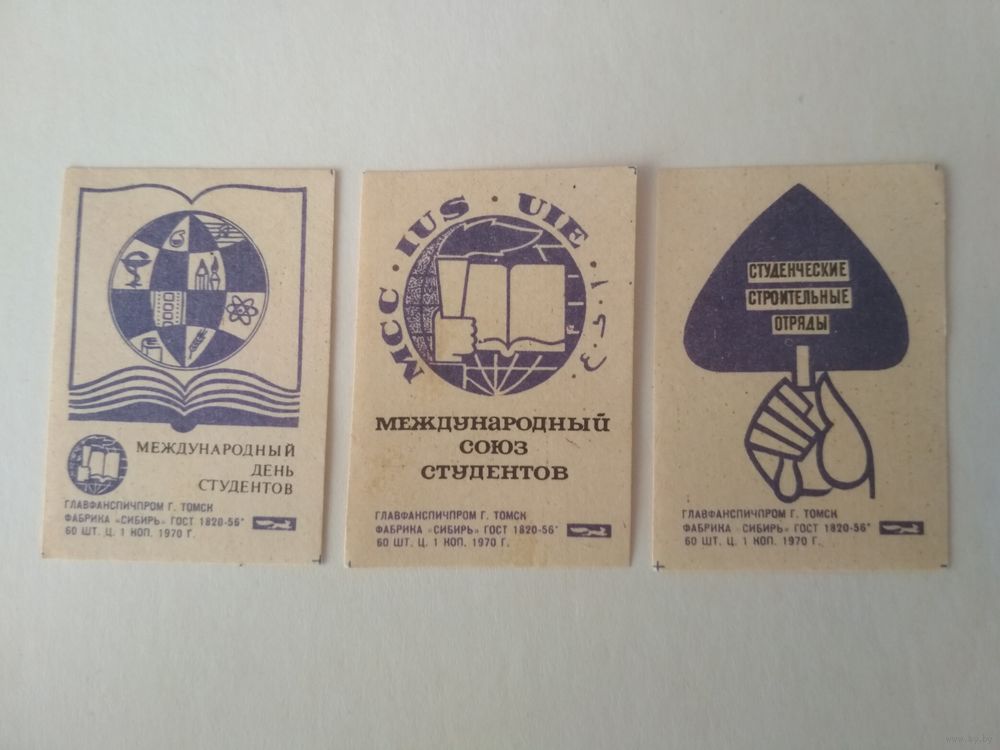 МЕЖДУНАРОДНЫЙ
ДЕНЬ
СТУДЕНТОВ
ГЛАВФАНСПИЧПРОМ Г. ТОМСК
ФАБРИКА «СИБИРЬ» ГОСТ 1820-56*
60 ШТ. Ц. 1 КОП. 1970 Г.
МСС · IUS · UIE ·
МЕЖДУНАРОДНЫЙ
СОЮЗ
СТУДЕНТОВ
ГЛАВФАНСПИЧПРОМ Г. ТОМСК
ФАБРИКА «СИБИРЬ» ГОСТ 1820-56*
60 ШТ. Ц. 1 КОП. 1970 Г.
СТУДЕНЧЕСКИЕ
СТРОИТЕЛЬНЫЕ
ОТРЯДЫ
ГЛАВФАНСПИЧПРОМ Г. ТОМСК
ФАБРИКА «СИБИРЬ» ГОСТ 1820-56*
60 ШТ. Ц. 1 КОП. 1970 Г.